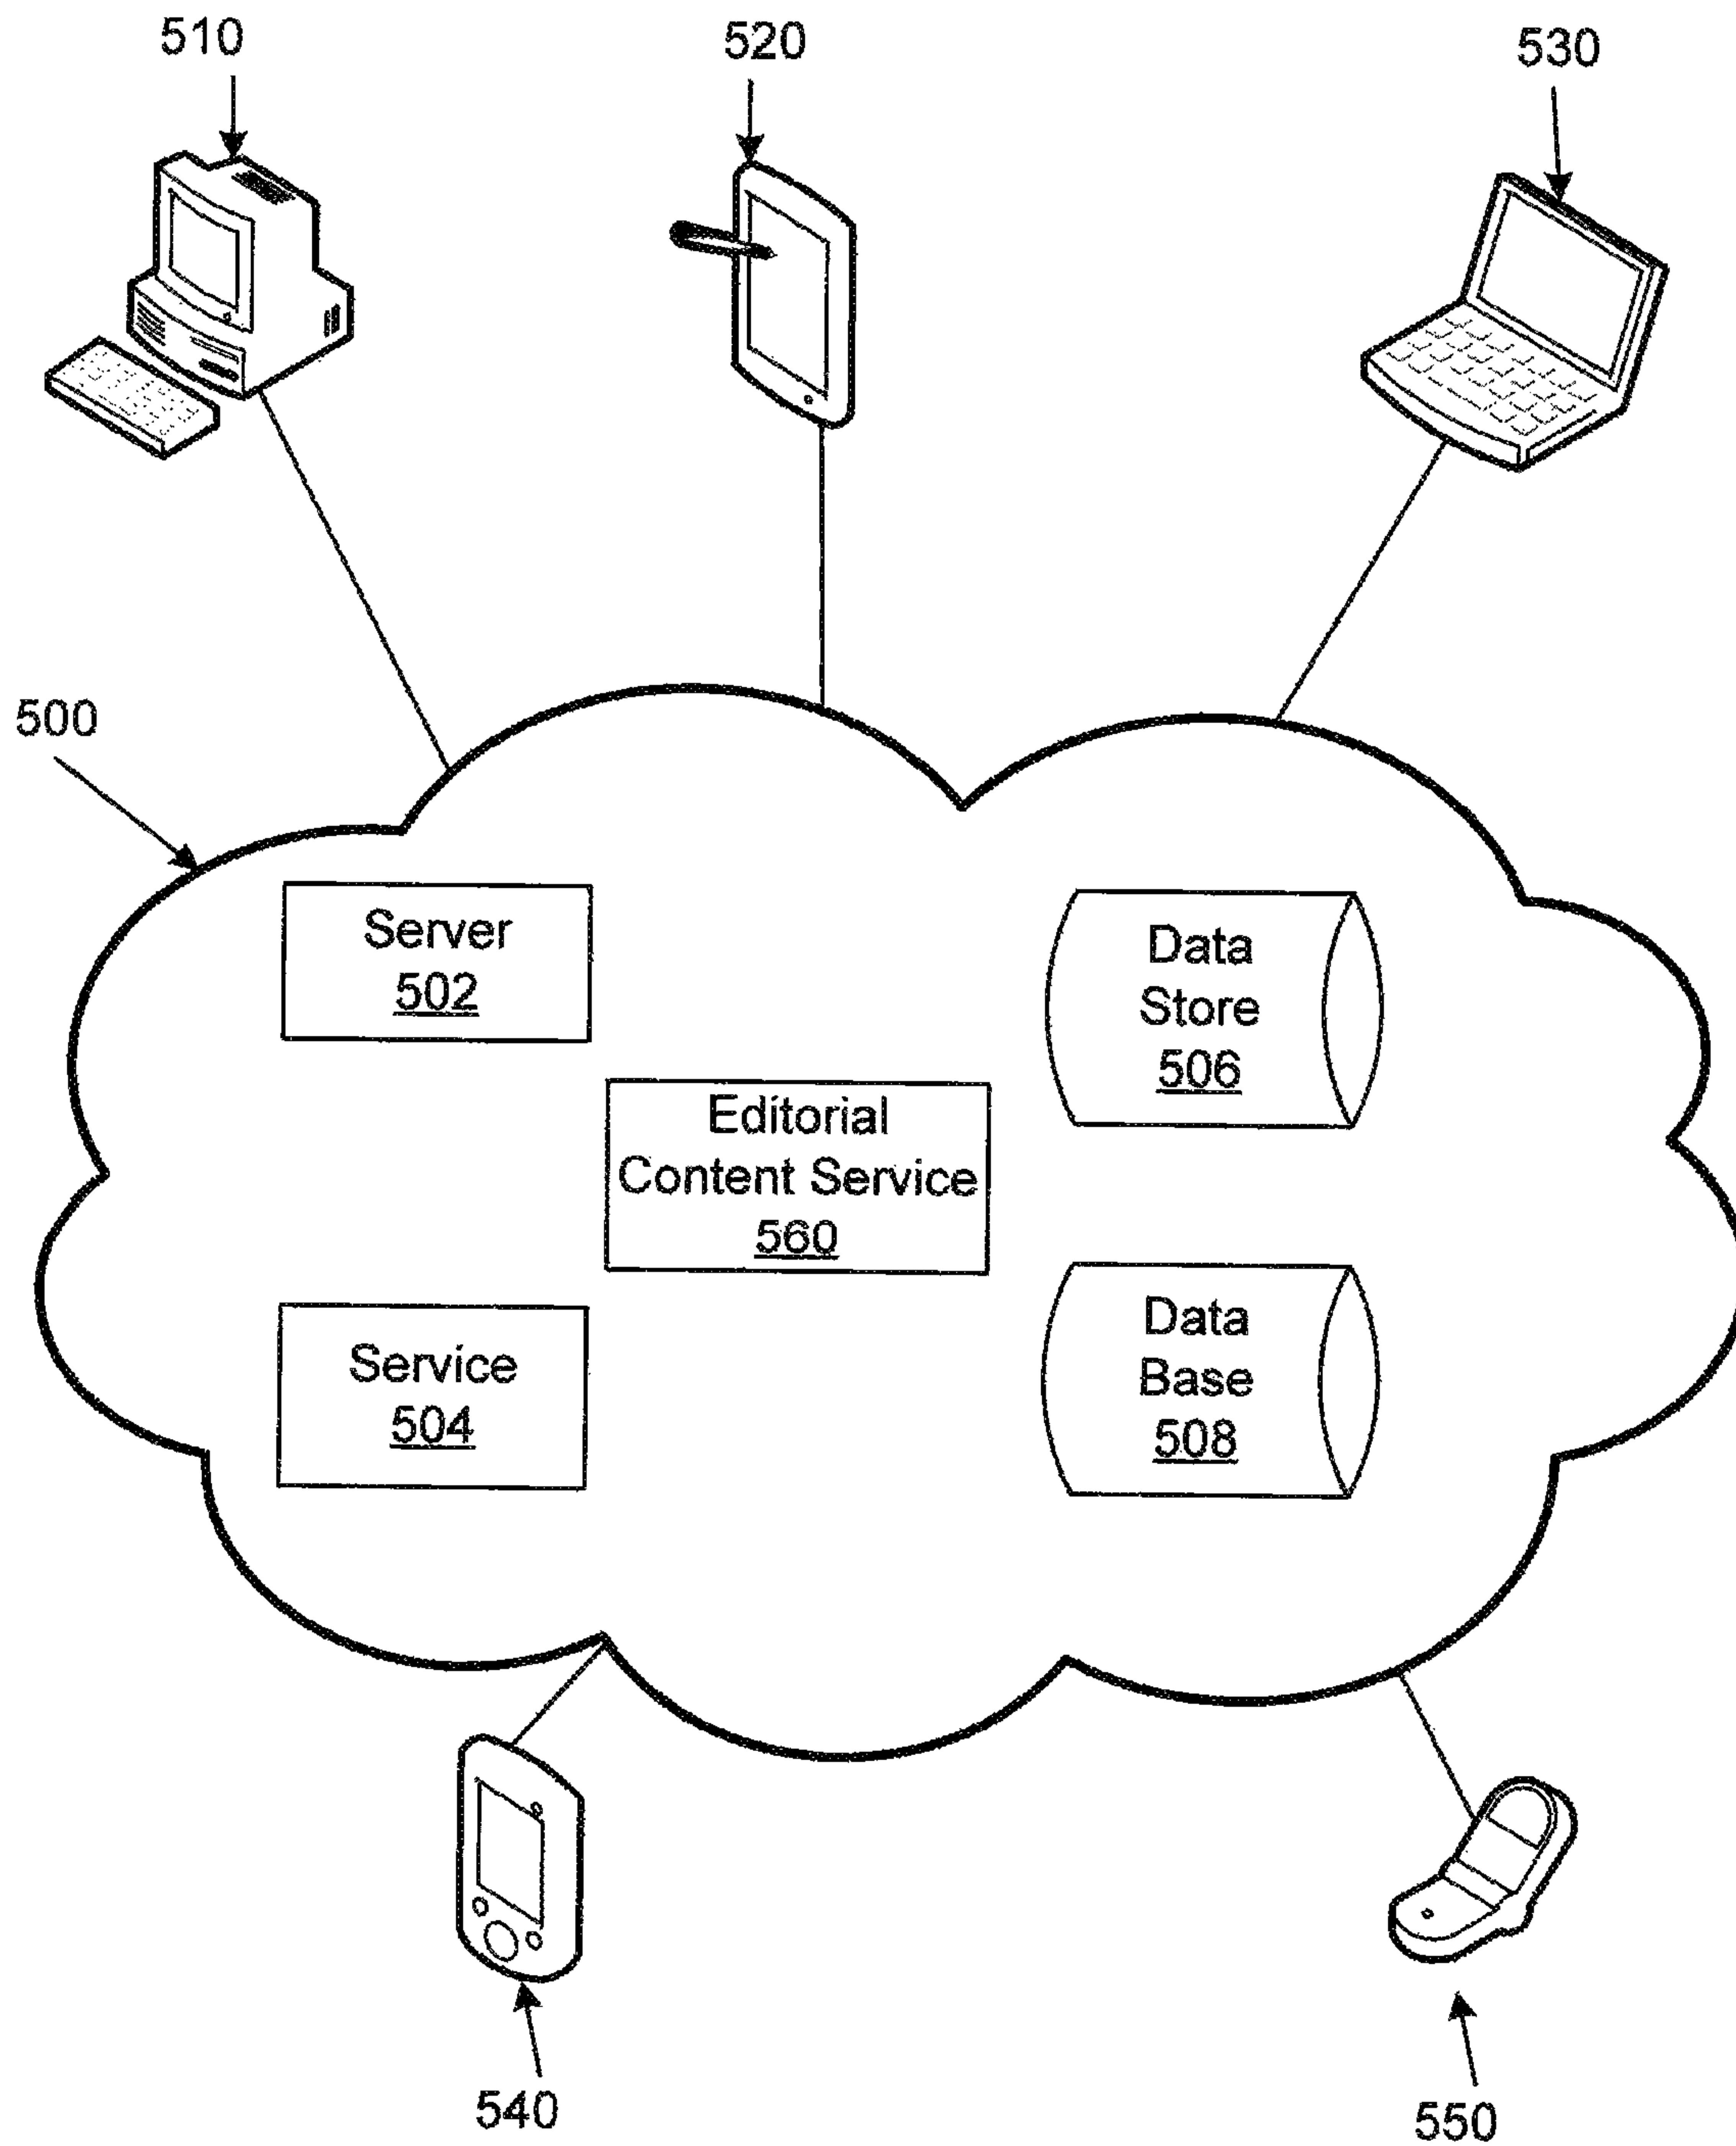 510
520
530
500
Server
502
Data
Store
506
Editorial
Content Service
560
Service
504
Data
Base
508
540
550